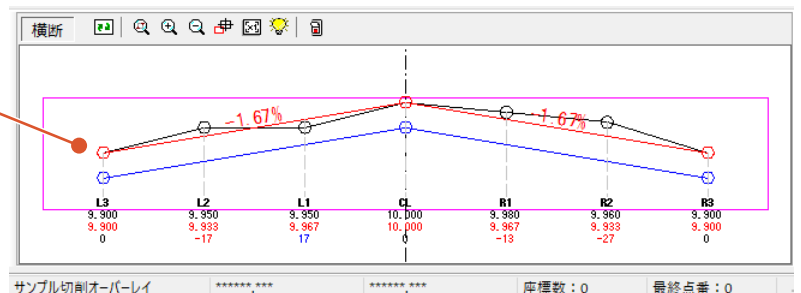 横断
-1.67% -1.67%
L3 L2 L1 CL R1 R2 R3
9.900 9.950 9.950 10.000 9.980 9.960 9.900
9.900 9.933 9.967 10.000 9.967 9.933 9.900
0 -17 17 0 -13 -27 0
サンプル切削オーバーレイ ******.*** ******.*** 座標数：0 最終点番：0